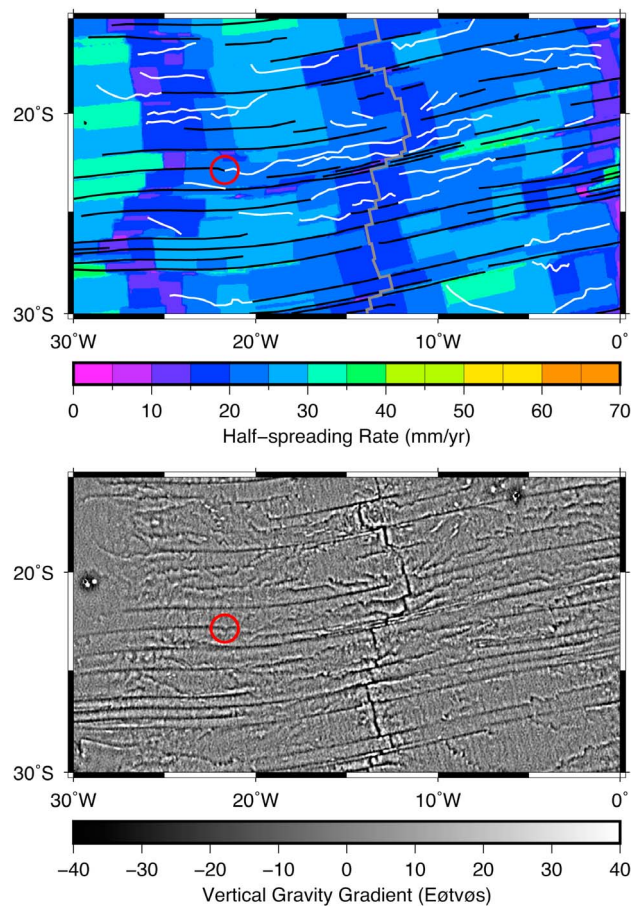 20˚S
30˚S
30˚W 20˚W 10˚W 0˚
0 10 20 30 40 50 60 70
Half−spreading Rate (mm/yr)
20˚S
30˚S
30˚W 20˚W 10˚W 0˚
−40 −30 −20 −10 0 10 20 30 40
Vertical Gravity Gradient (Eøtvøs)